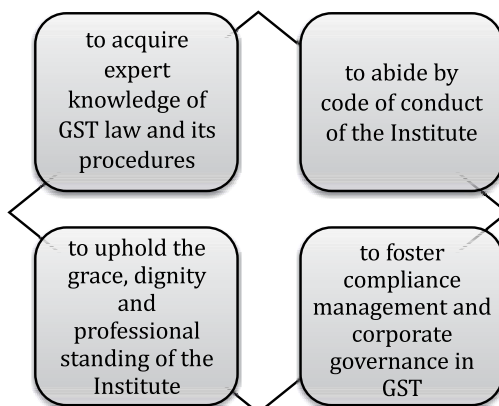 to acquire
expert
knowledge of
GST law and its
procedures
to abide by
code of conduct
of the Institute
to uphold the
grace, dignity
and
professional
standing of the
Institute
to foster
compliance
management and
corporate
governance in
GST